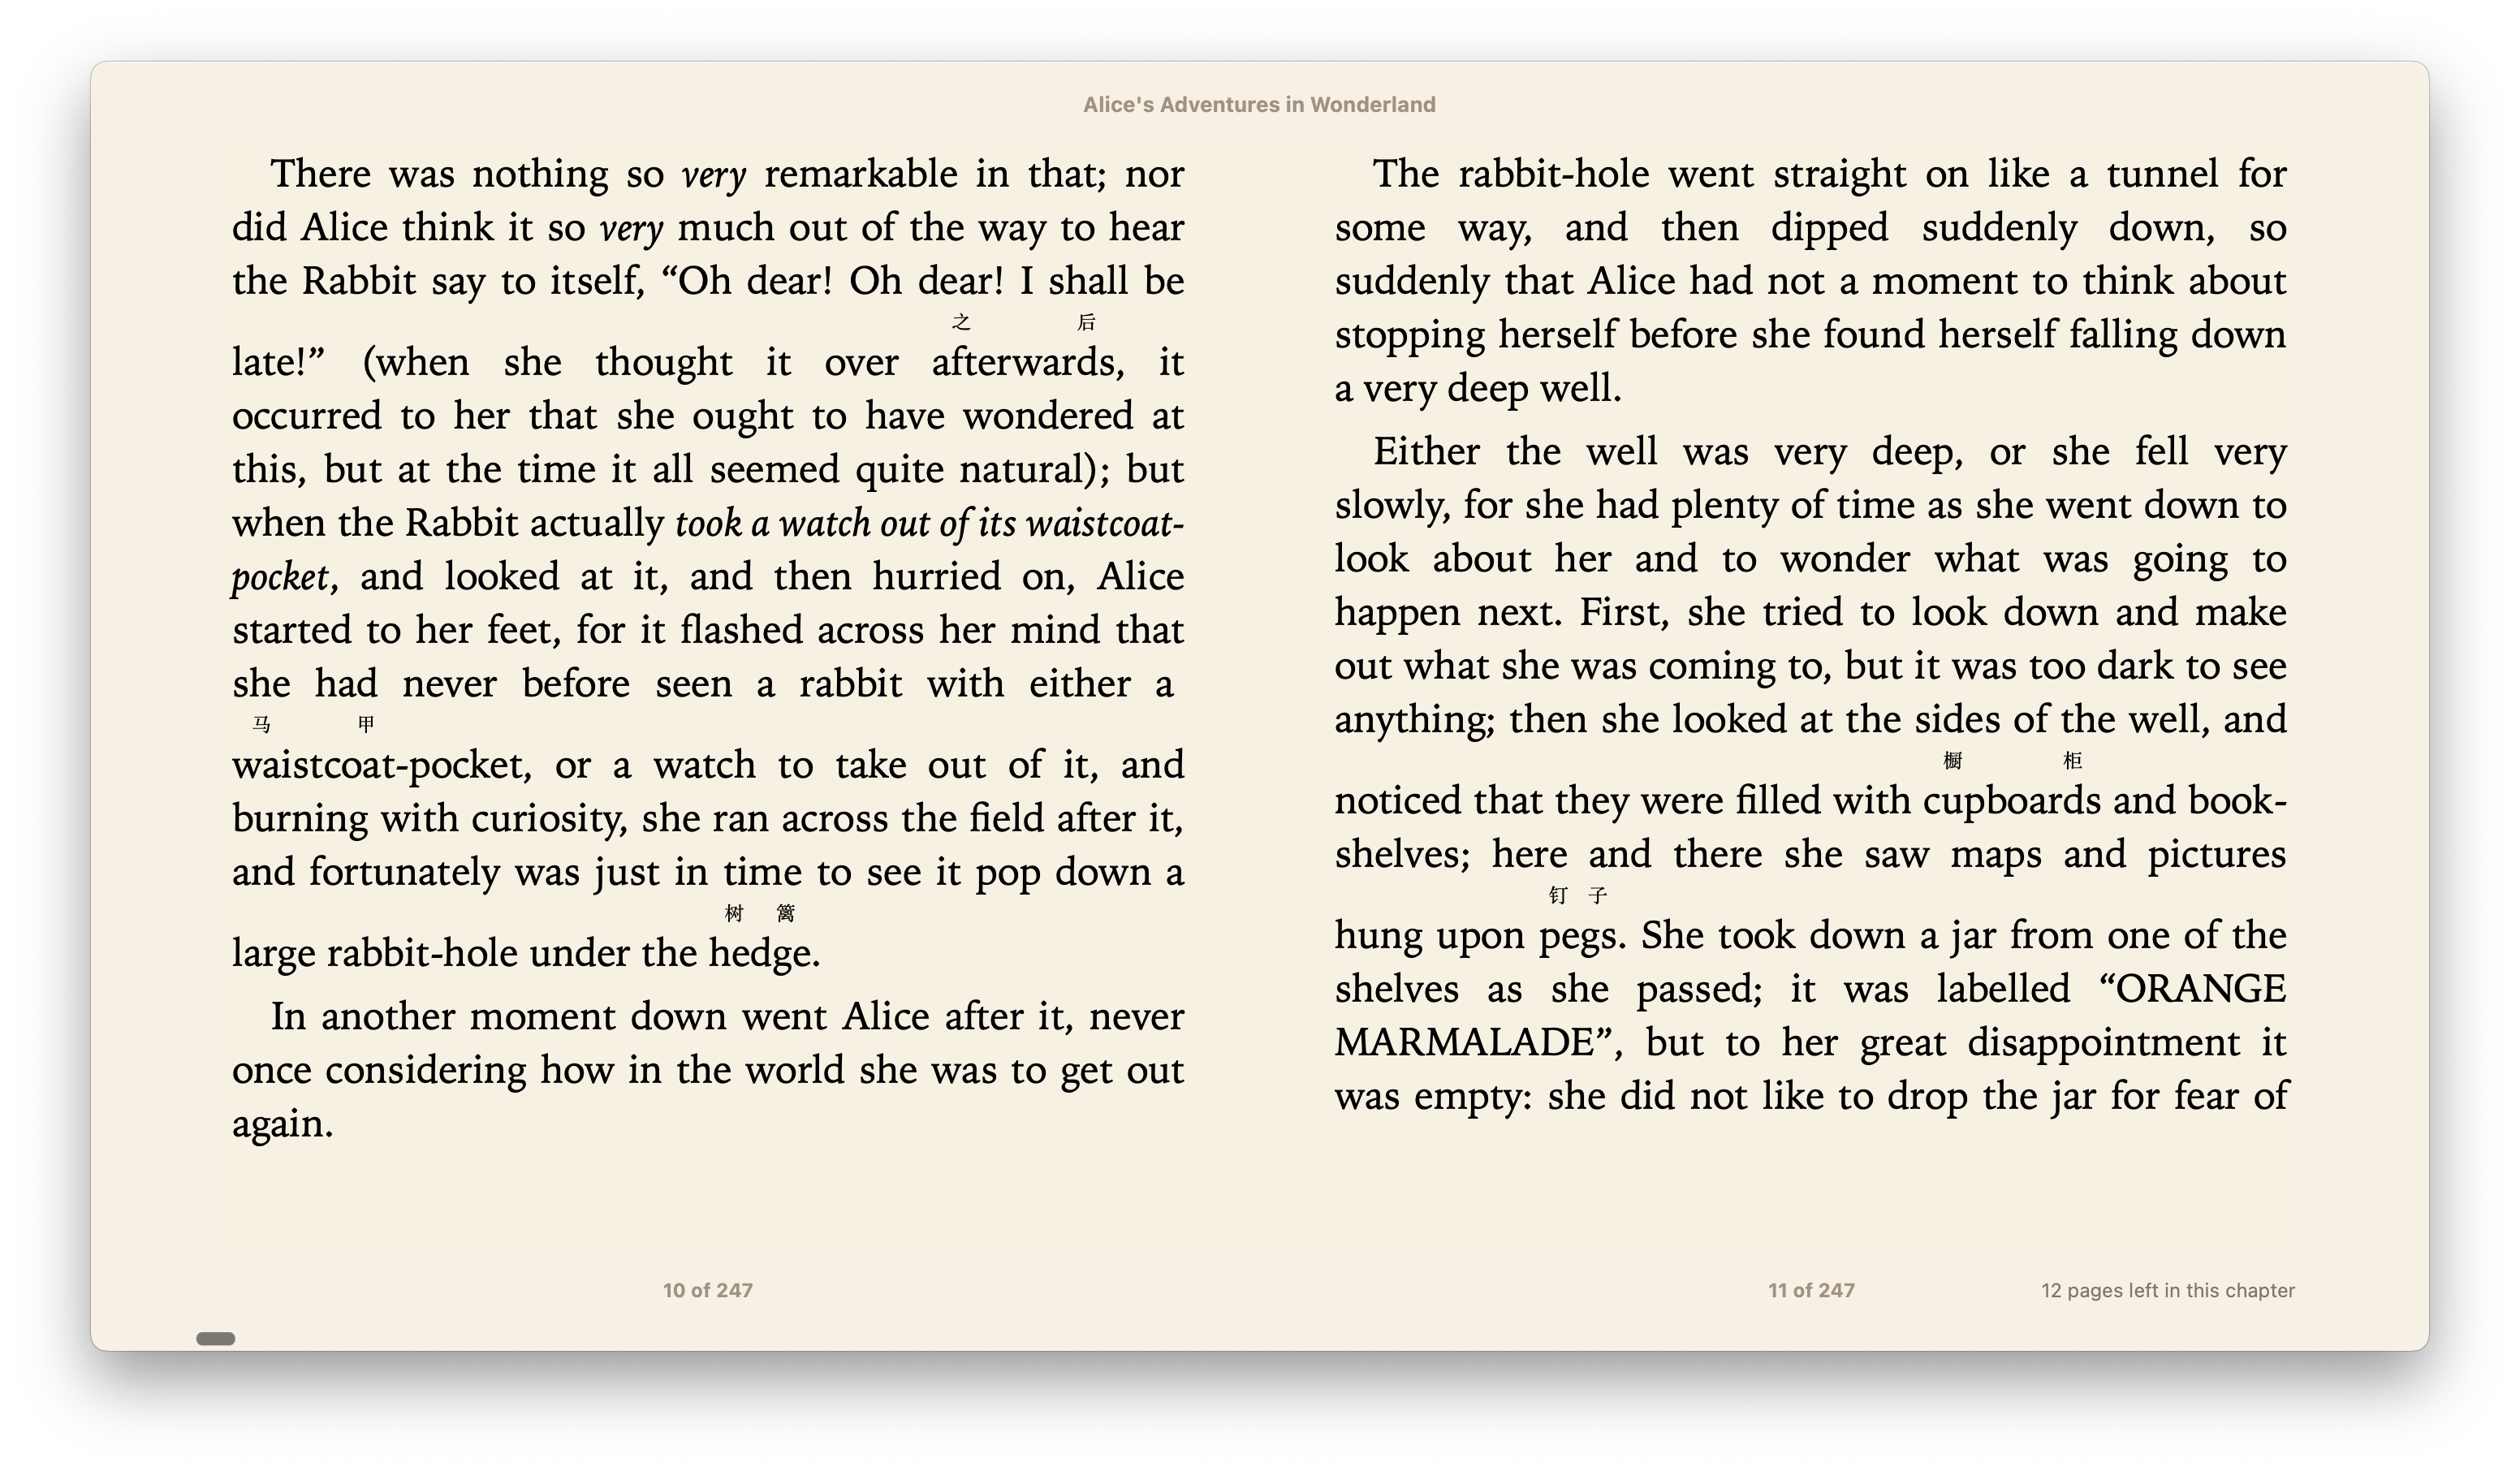 Alice's Adventures in Wonderland
There was nothing so very remarkable in that; nor
did Alice think it so very much out of the way to hear
the Rabbit say to itself, “Oh dear! Oh dear! I shall be
之后
late!” (when she thought it over afterwards, it
occurred to her that she ought to have wondered at
this, but at the time it all seemed quite natural); but
when the Rabbit actually took a watch out of its waistcoat-
pocket, and looked at it, and then hurried on, Alice
started to her feet, for it flashed across her mind that
she had never before seen a rabbit with either a
马甲
waistcoat-pocket, or a watch to take out of it, and
burning with curiosity, she ran across the field after it,
and fortunately was just in time to see it pop down a
树篱
large rabbit-hole under the hedge.
In another moment down went Alice after it, never
once considering how in the world she was to get out
again.
10 of 247
The rabbit-hole went straight on like a tunnel for
some way, and then dipped suddenly down, so
suddenly that Alice had not a moment to think about
stopping herself before she found herself falling down
a very deep well.
Either the well was very deep, or she fell very
slowly, for she had plenty of time as she went down to
look about her and to wonder what was going to
happen next. First, she tried to look down and make
out what she was coming to, but it was too dark to see
anything; then she looked at the sides of the well, and
橱柜
noticed that they were filled with cupboards and book-
shelves; here and there she saw maps and pictures
钉子
hung upon pegs. She took down a jar from one of the
shelves as she passed; it was labelled “ORANGE
MARMALADE”, but to her great disappointment it
was empty: she did not like to drop the jar for fear of
11 of 247
12 pages left in this chapter